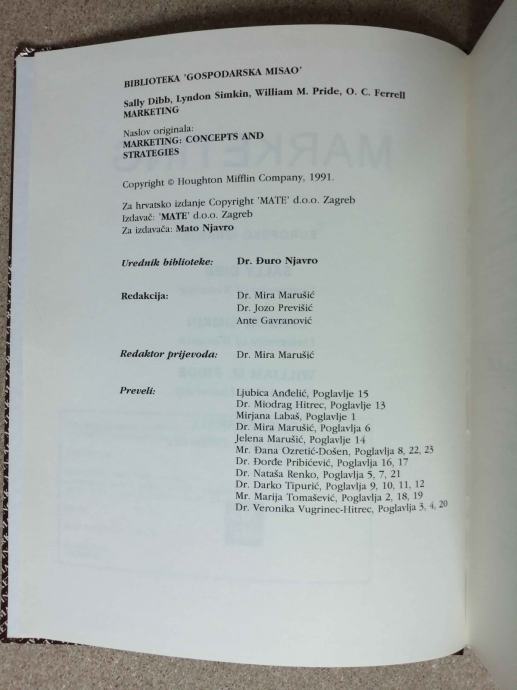 BIBLIOTEKA 'GOSPODARSKA MISAO'
Sally Dibb, Lyndon Simkin, William M. Pride, O. C. Ferrell
MARKETING
Naslov originala:
MARKETING: CONCEPTS AND
STRATEGIES
Copyright © Houghton Mifflin Company, 1991.
Za hrvatsko izdanje Copyright 'MATE' d.o.o. Zagreb
Izdavač: 'MATE' d.o.o. Zagreb
Za izdavača: Mato Njavro
Urednik biblioteke: Dr. Đuro Njavro
Redakcija: Dr. Mira Marušić
Dr. Jozo Previšić
Ante Gavranović
Redaktor prijevoda: Dr. Mira Marušić
Preveli: Ljubica Anđelić, Poglavlje 15
Dr. Miodrag Hitrec, Poglavlje 13
Mirjana Labaš, Poglavlje 1
Dr. Mira Marušić, Poglavlja 6
Jelena Marušić, Poglavlje 14
Mr. Đana Ozretić-Došen, Poglavlja 8, 22, 23
Dr. Đorđe Pribićević, Poglavlja 16, 17
Dr. Nataša Renko, Poglavlja 5, 7, 21
Dr. Darko Tipurić, Poglavlja 9, 10, 11, 12
Mr. Marija Tomašević, Poglavlja 2, 18, 19
Dr. Veronika Vugrinec-Hitrec, Poglavlja 3, 4, 20